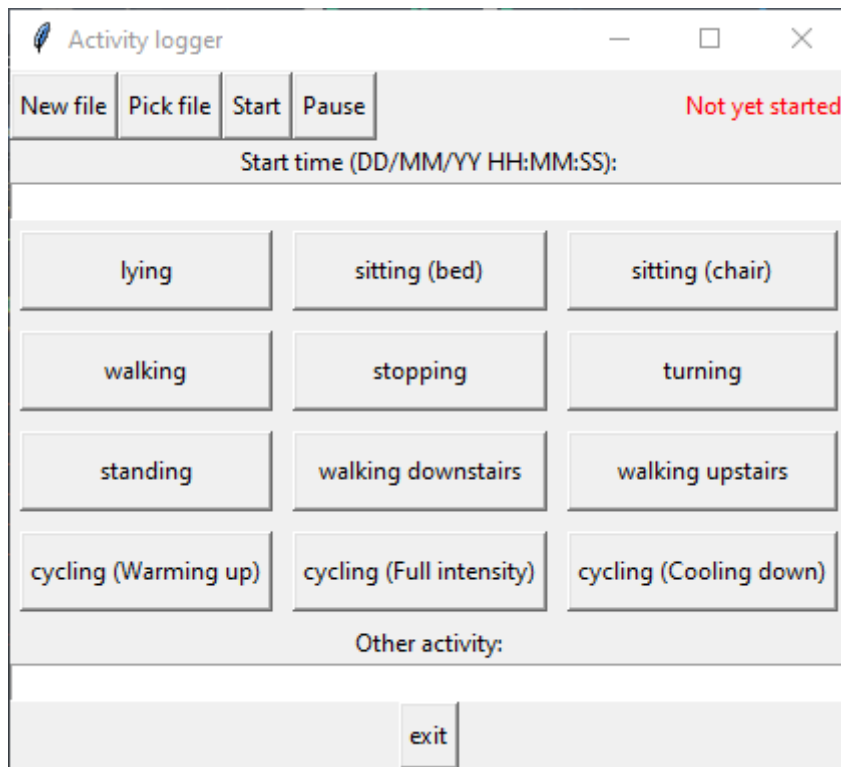 Activity logger
New file Pick file Start Pause Not yet started
Start time (DD/MM/YY HH:MM:SS):
lying sitting (bed) sitting (chair)
walking stopping turning
standing walking downstairs walking upstairs
cycling (Warming up) cycling (Full intensity) cycling (Cooling down)
Other activity:
exit